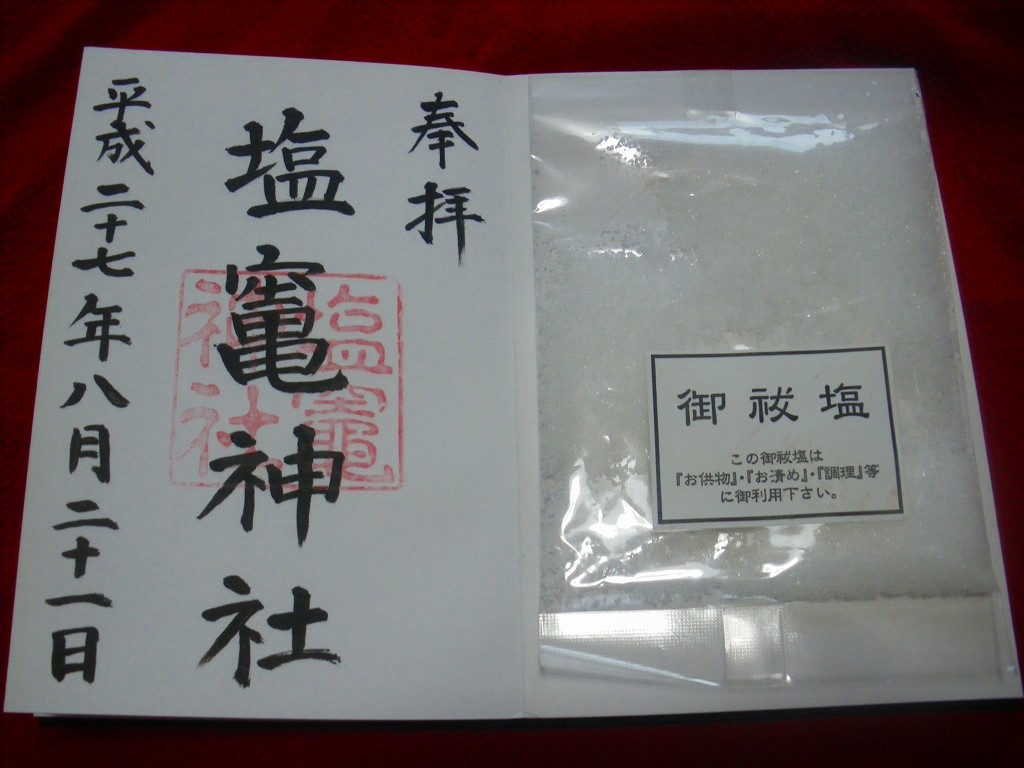 奉拝
塩竃神社
塩竃
神社
平成二十七年八月二十一日
御祓塩
この御祓塩は
『お供物』・『お清め』・『調理』等
に御利用下さい。